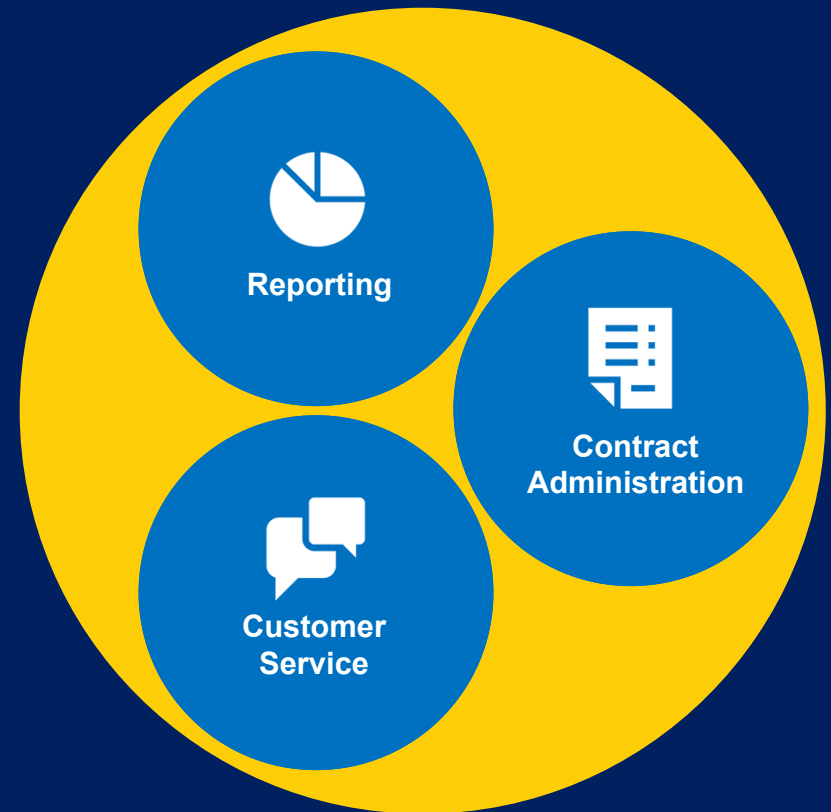 Reporting
Contract
Administration
Customer
Service